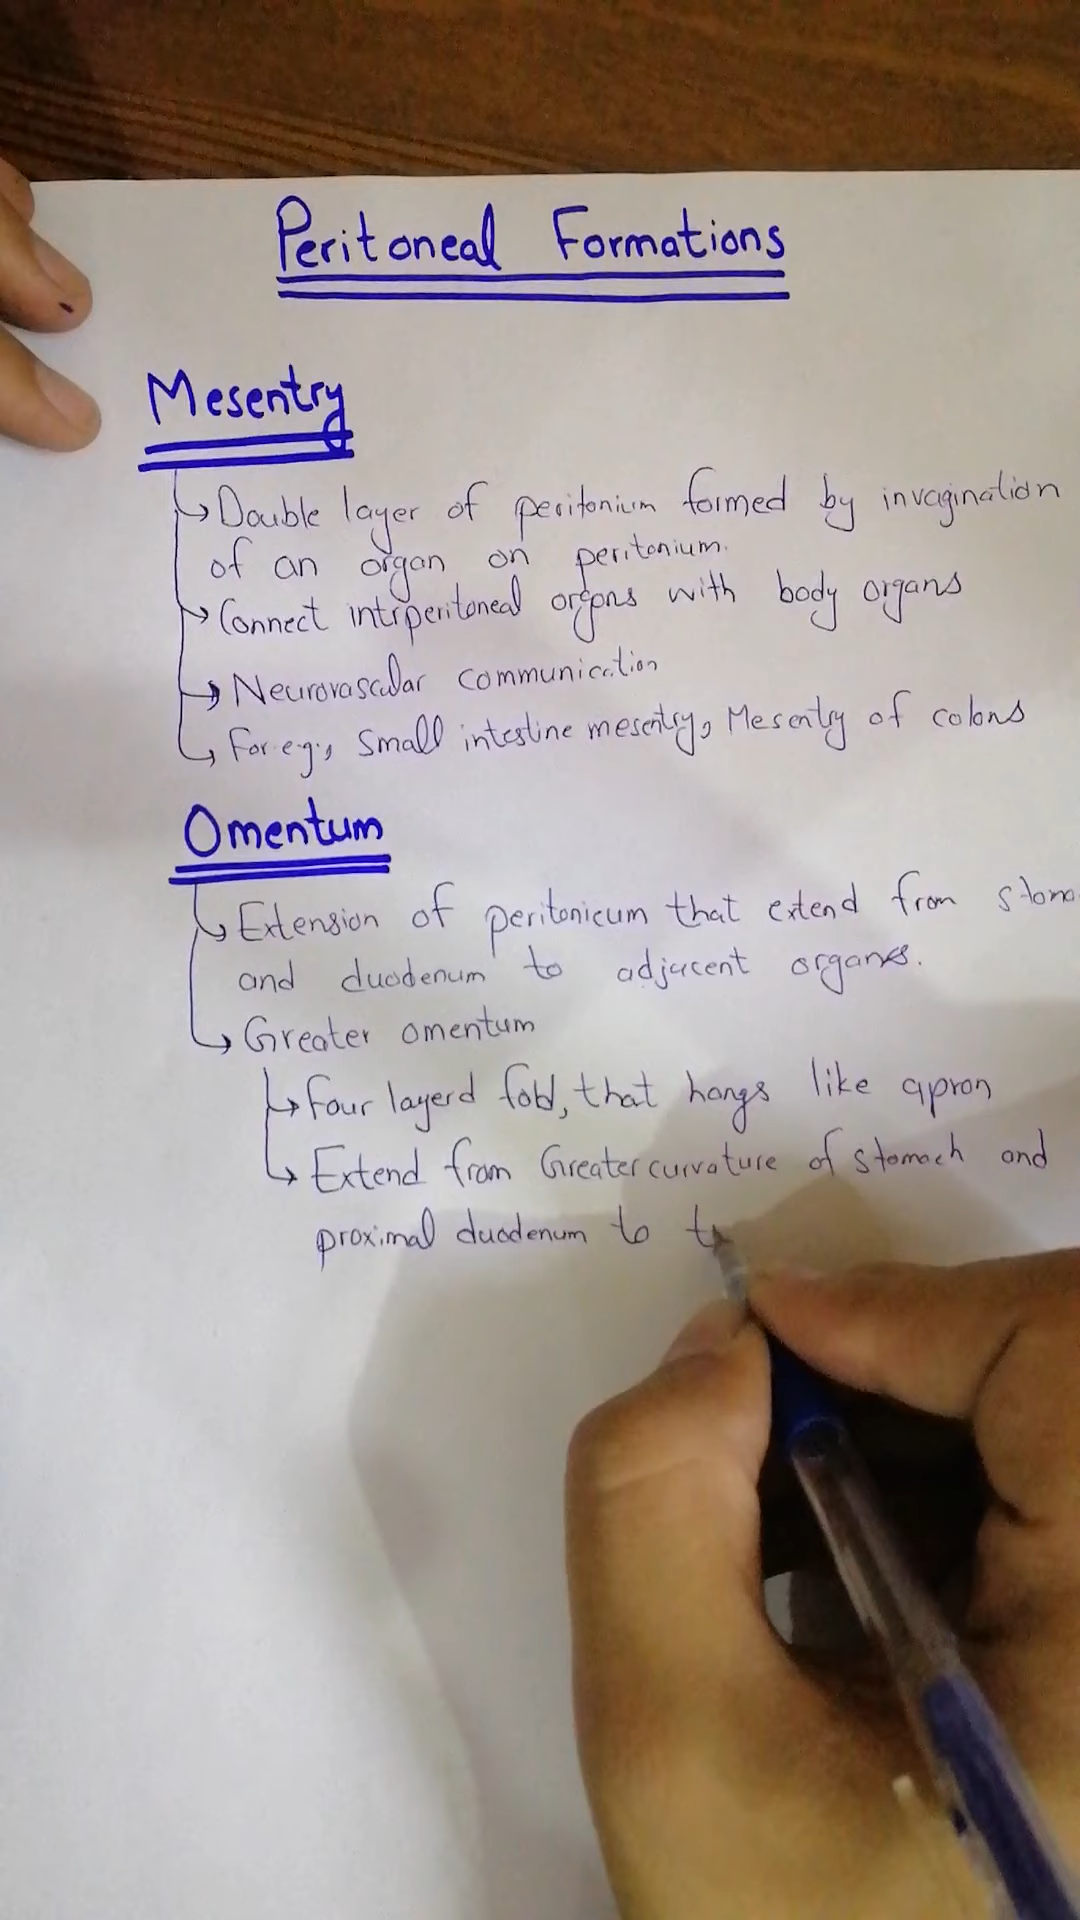 Peritoneal Formations
Mesentry
Double layer of peritonium formed by invagination
of an organ on peritonium.
Connect intrperitoneal organs with body organs
Neurovascular communication
For e.g., Small intestine mesentry, Mesentry of colons
Omentum
Extension of peritonicum that extend from stoma
and duodenum to adjacent organes.
Greater omentum
Four layerd fold, that hangs like apron
Extend from Greater curvature of stomach and
proximal duodenum to